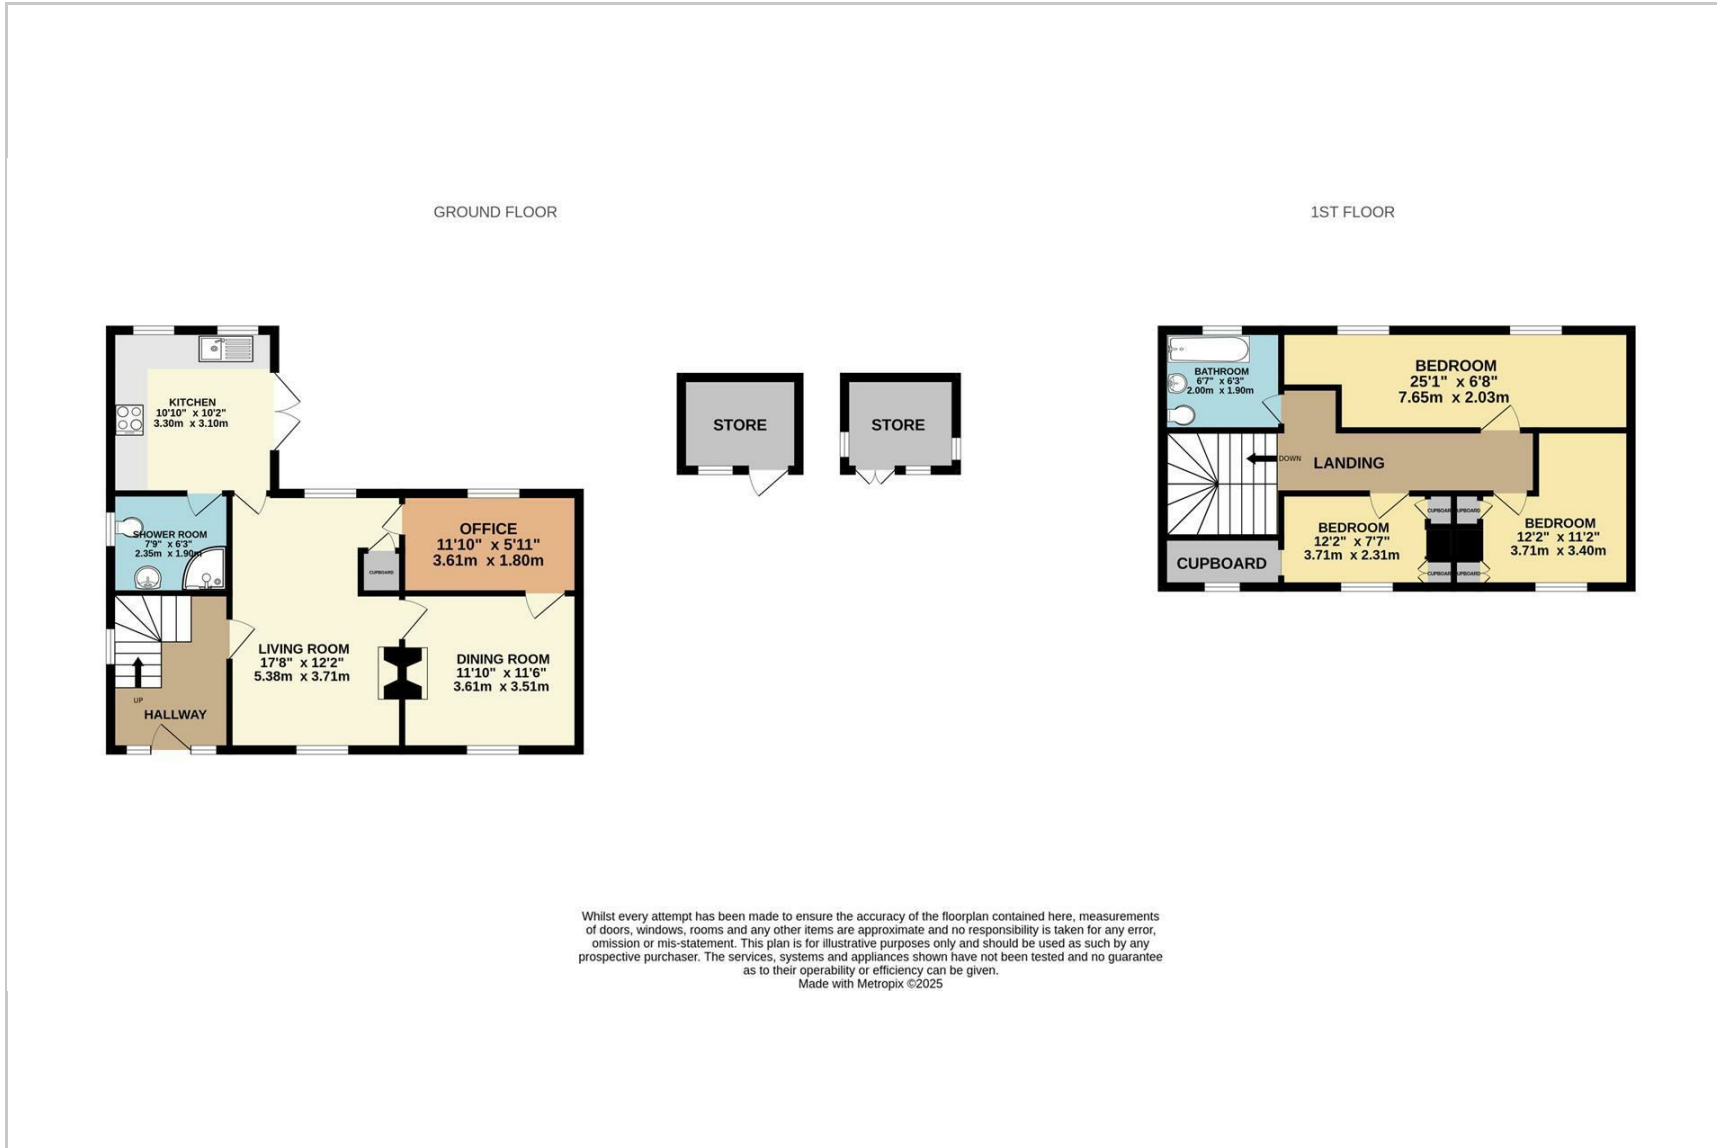 GROUND FLOOR
1ST FLOOR
KITCHEN
10'10" x 10'2"
3.30m x 3.10m
SHOWER ROOM
7'9" x 6'3"
2.35m x 1.90m
UP
HALLWAY
LIVING ROOM
17'8" x 12'2"
5.38m x 3.71m
CUPBOARD
OFFICE
11'10" x 5'11"
3.61m x 1.80m
DINING ROOM
11'10" x 11'6"
3.61m x 3.51m
STORE
STORE
BATHROOM
6'7" x 6'3"
2.00m x 1.90m
BEDROOM
25'1" x 6'8"
7.65m x 2.03m
DOWN
LANDING
CUPBOARD
BEDROOM
12'2" x 7'7"
3.71m x 2.31m
CUPBOARD
CUPBOARD
CUPBOARD
CUPBOARD
BEDROOM
12'2" x 11'2"
3.71m x 3.40m
Whilst every attempt has been made to ensure the accuracy of the floorplan contained here, measurements
of doors, windows, rooms and any other items are approximate and no responsibility is taken for any error,
omission or mis-statement. This plan is for illustrative purposes only and should be used as such by any
prospective purchaser. The services, systems and appliances shown have not been tested and no guarantee
as to their operability or efficiency can be given.
Made with Metropix ©2025